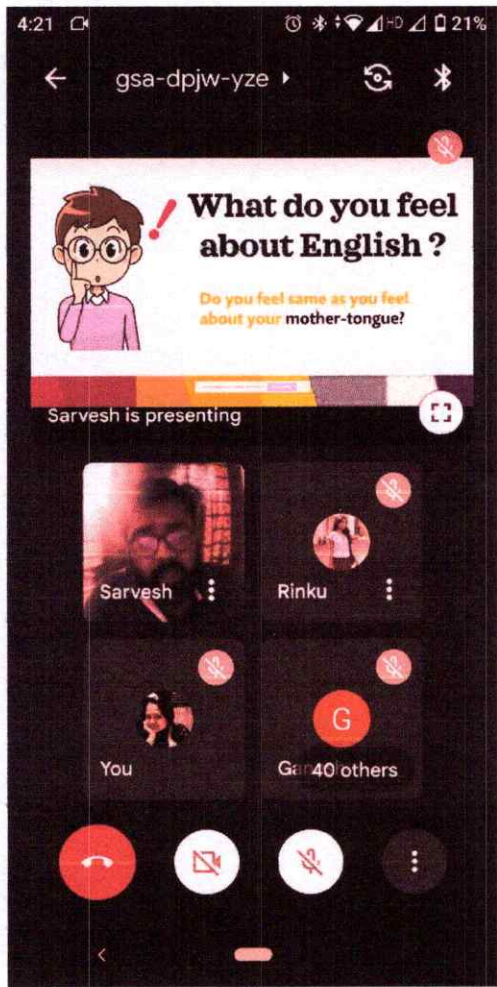 4:21 HD 21%
gsa-dpjw-yze
What do you feel
about English ?
Do you feel same as you feel
about your mother-tongue?
Sarvesh is presenting
Sarvesh
Rinku
G
You
40 others